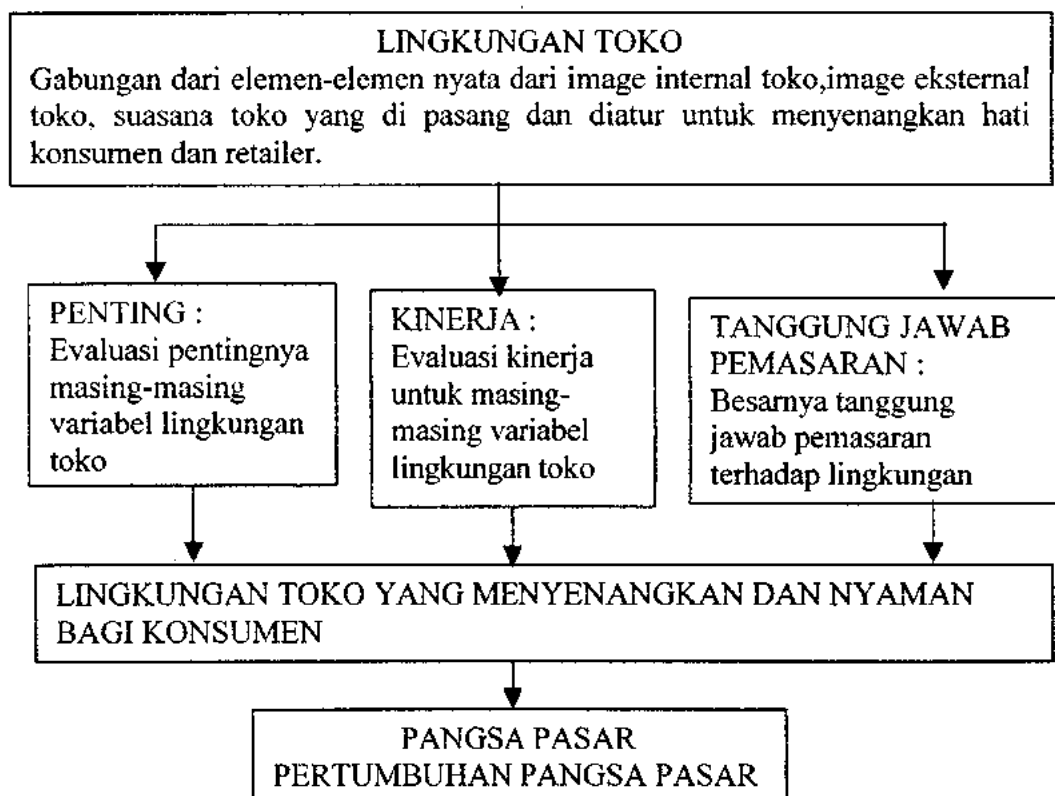 LINGKUNGAN TOKO
Gabungan dari elemen-elemen nyata dari image internal toko,image eksternal
toko, suasana toko yang di pasang dan diatur untuk menyenangkan hati
konsumen dan retailer.
PENTING :
Evaluasi pentingnya
masing-masing
variabel lingkungan
toko
KINERJA :
Evaluasi kinerja
untuk masing-
masing variabel
lingkungan toko
TANGGUNG JAWAB
PEMASARAN :
Besarnya tanggung
jawab pemasaran
terhadap lingkungan
LINGKUNGAN TOKO YANG MENYENANGKAN DAN NYAMAN
BAGI KONSUMEN
PANGSA PASAR
PERTUMBUHAN PANGSA PASAR